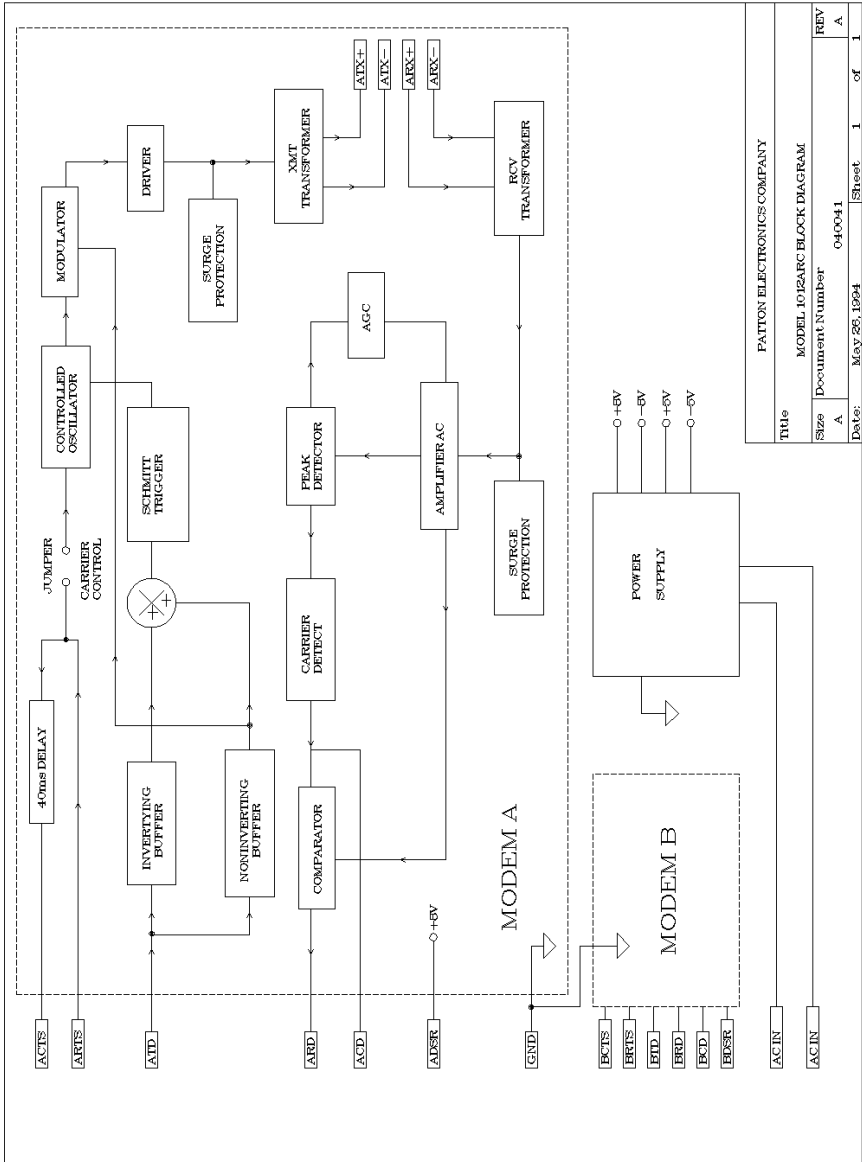 ACTS
ARTS
ATD
ARD
ACD
ADSR
GND
BCTS
BRTS
BTD
BRD
BCD
BDSR
AC IN
AC IN
40ms DELAY
JUMPER
CARRIER
CONTROL
CONTROLLED
OSCILLATOR
MODULATOR
DRIVER
SURGE
PROTECTION
XMT
TRANSFORMER
ATX+
ATX-
ARX+
ARX-
INVERTYING
BUFFER
NONINVERTING
BUFFER
+
+
SCHMITT
TRIGGER
COMPARATOR
CARRIER
DETECT
PEAK
DETECTOR
AGC
AMPLIFIER AC
SURGE
PROTECTION
RCV
TRANSFORMER
+8V
MODEM A
MODEM B
POWER
SUPPLY
+8V
-8V
+5V
-5V
PATTON ELECTRONICS COMPANY
Title
MODEL 1012ARC BLOCK DIAGRAM
Size Document Number REV
A 040041 A
Date: May 26, 1994 Sheet 1 of 1